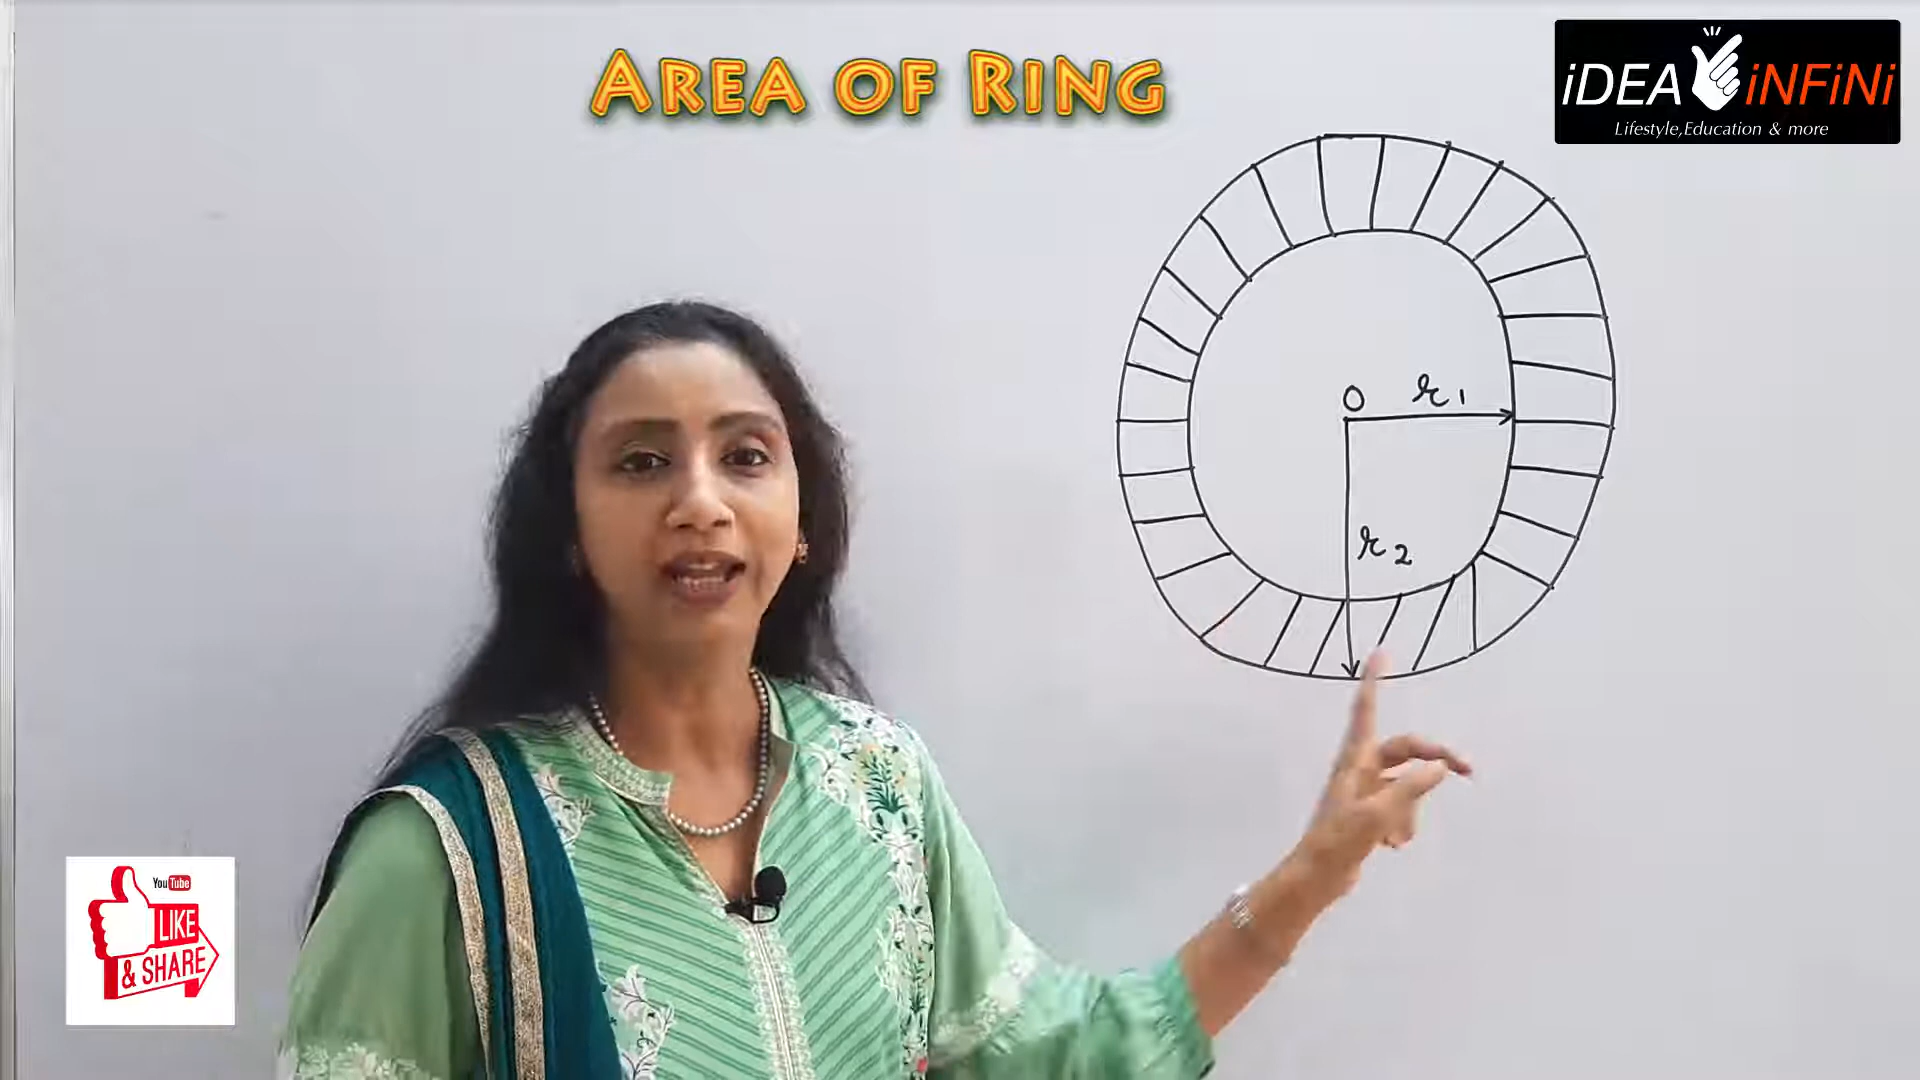 AREA OF RING
iDEA iNFiNi
Lifestyle,Education & more
O r1
r2
YouTube
LIKE
& SHARE